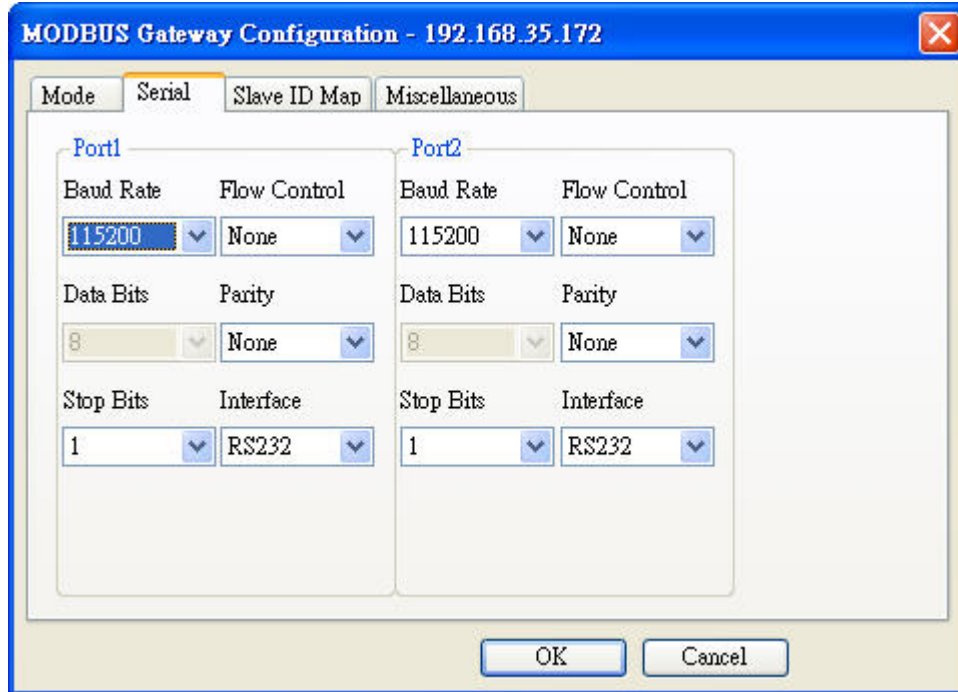 MODBUS Gateway Configuration - 192.168.35.172
Mode Serial Slave ID Map Miscellaneous
Port1
Baud Rate Flow Control
115200 None
Data Bits Parity
8 None
Stop Bits Interface
1 RS232
Port2
Baud Rate Flow Control
115200 None
Data Bits Parity
8 None
Stop Bits Interface
1 RS232
OK Cancel